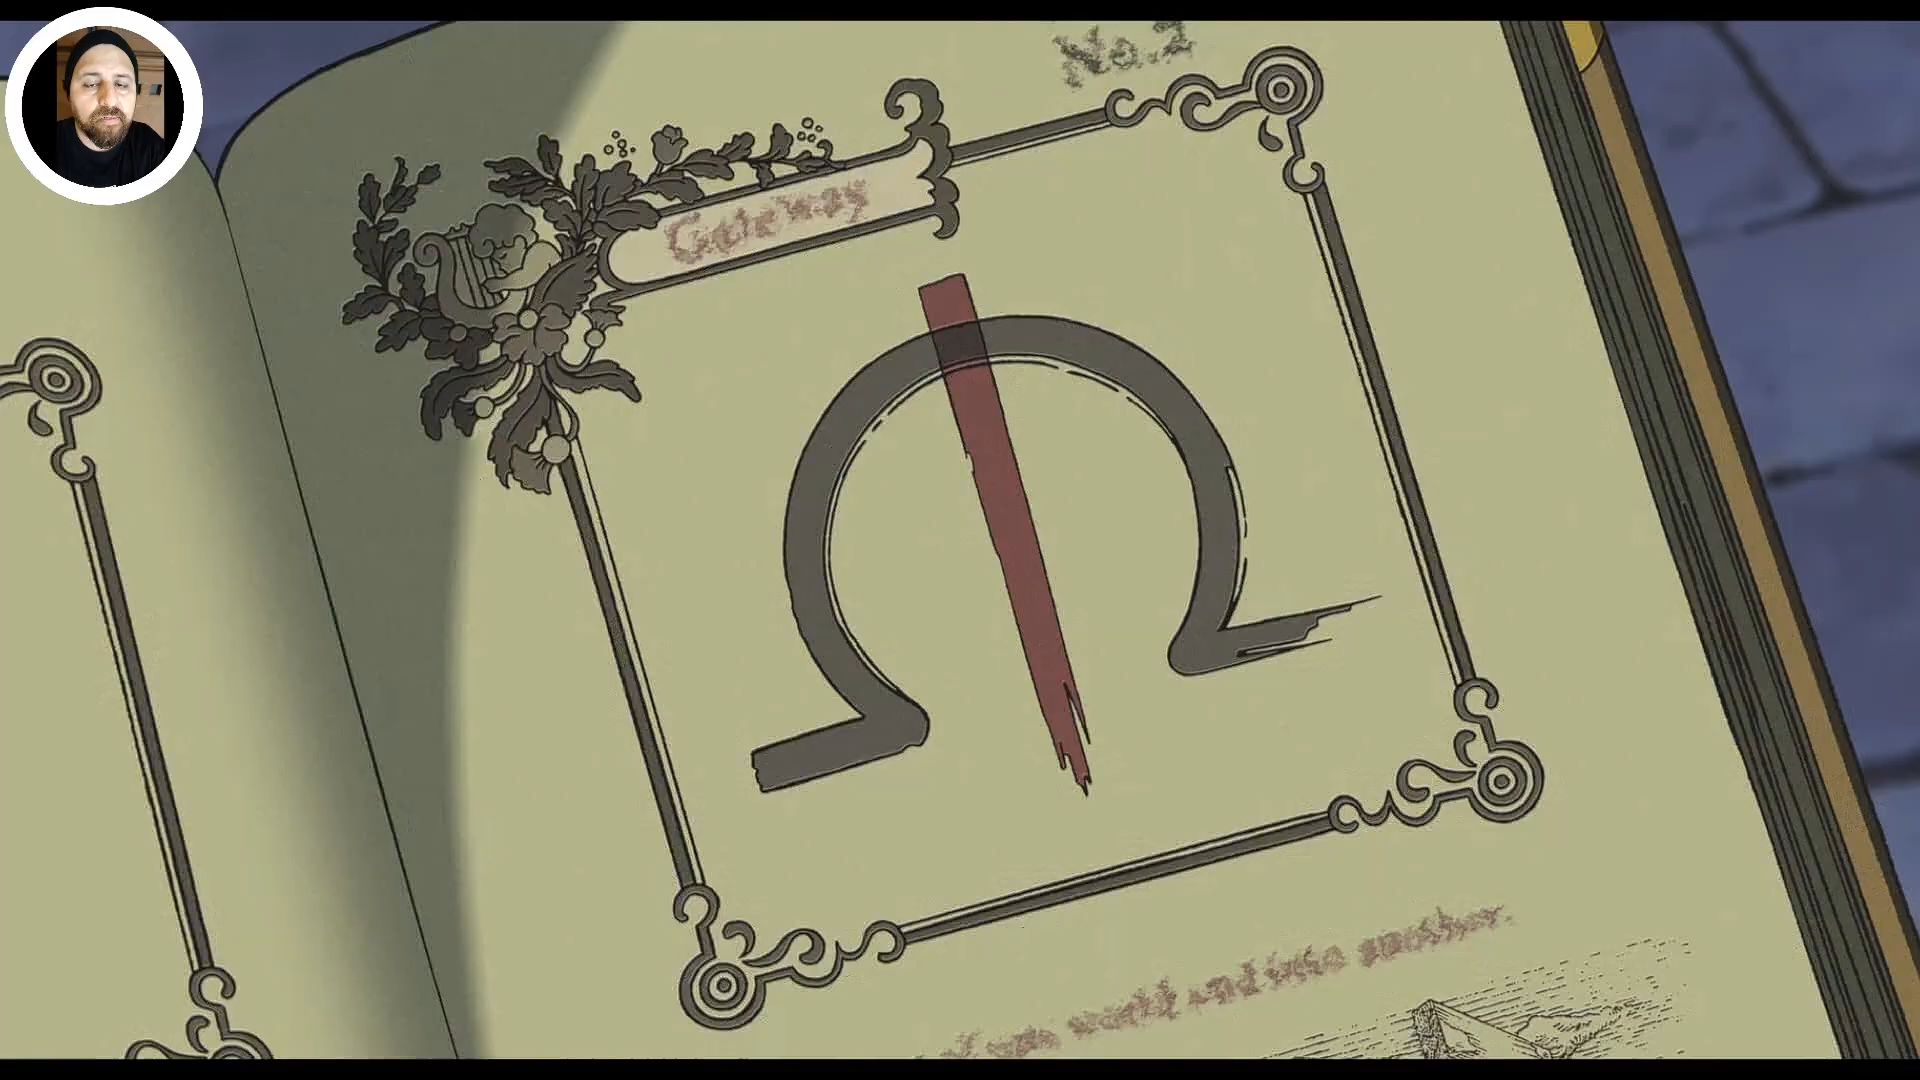 No.2
Gateway
world and into another.